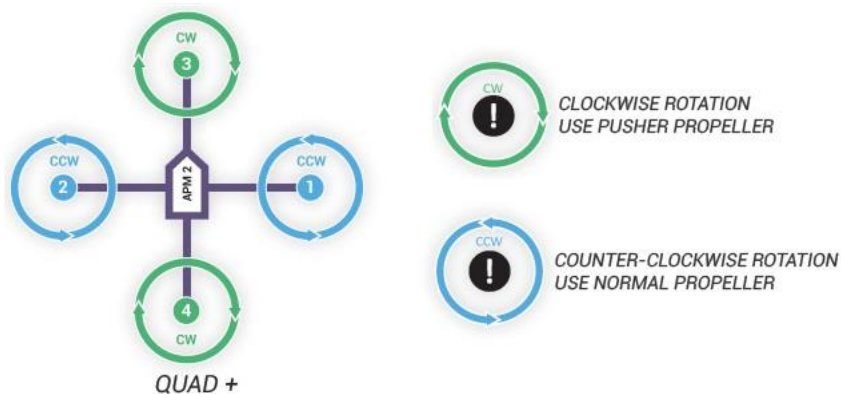 CW
3
CCW
2
APM 2
CCW
1
4
CW
QUAD +
CW
!
CLOCKWISE ROTATION
USE PUSHER PROPELLER
CCW
!
COUNTER-CLOCKWISE ROTATION
USE NORMAL PROPELLER